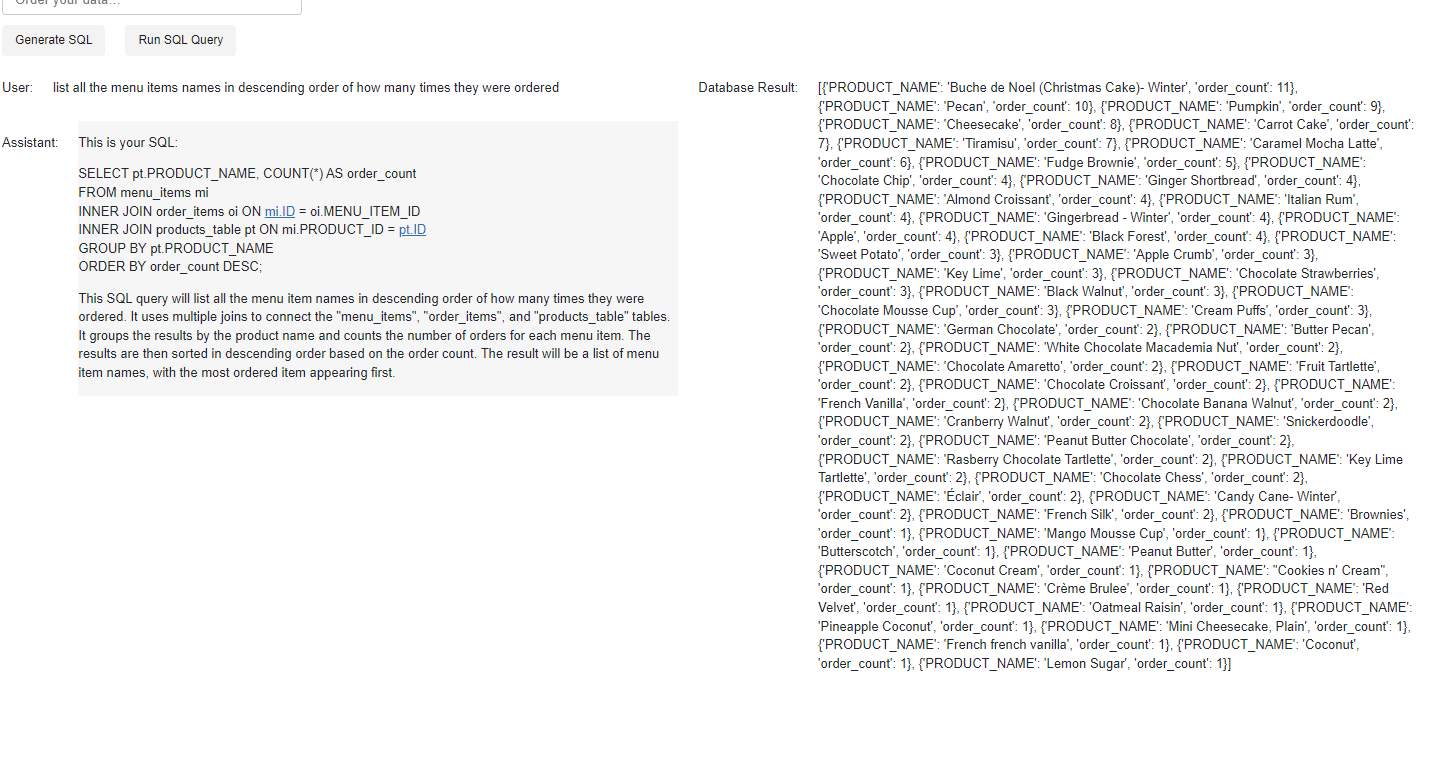 Order your data...
Generate SQL
Run SQL Query
User: list all the menu items names in descending order of how many times they were ordered
Assistant:
This is your SQL:
SELECT pt.PRODUCT_NAME, COUNT(*) AS order_count
FROM menu_items mi
INNER JOIN order_items oi ON mi.ID = oi.MENU_ITEM_ID
INNER JOIN products_table pt ON mi.PRODUCT_ID = pt.ID
GROUP BY pt.PRODUCT_NAME
ORDER BY order_count DESC;
This SQL query will list all the menu item names in descending order of how many times they were
ordered. It uses multiple joins to connect the "menu_items", "order_items", and "products_table" tables.
It groups the results by the product name and counts the number of orders for each menu item. The
results are then sorted in descending order based on the order count. The result will be a list of menu
item names, with the most ordered item appearing first.
Database Result:
[{'PRODUCT_NAME': 'Buche de Noel (Christmas Cake)- Winter', 'order_count': 11},
{'PRODUCT_NAME': 'Pecan', 'order_count': 10}, {'PRODUCT_NAME': 'Pumpkin', 'order_count': 9},
{'PRODUCT_NAME': 'Cheesecake', 'order_count': 8}, {'PRODUCT_NAME': 'Carrot Cake', 'order_count':
7}, {'PRODUCT_NAME': 'Tiramisu', 'order_count': 7}, {'PRODUCT_NAME': 'Caramel Mocha Latte',
'order_count': 6}, {'PRODUCT_NAME': 'Fudge Brownie', 'order_count': 5}, {'PRODUCT_NAME':
'Chocolate Chip', 'order_count': 4}, {'PRODUCT_NAME': 'Ginger Shortbread', 'order_count': 4},
{'PRODUCT_NAME': 'Almond Croissant', 'order_count': 4}, {'PRODUCT_NAME': 'Italian Rum',
'order_count': 4}, {'PRODUCT_NAME': 'Gingerbread - Winter', 'order_count': 4}, {'PRODUCT_NAME':
'Apple', 'order_count': 4}, {'PRODUCT_NAME': 'Black Forest', 'order_count': 4}, {'PRODUCT_NAME':
'Sweet Potato', 'order_count': 3}, {'PRODUCT_NAME': 'Apple Crumb', 'order_count': 3},
{'PRODUCT_NAME': 'Key Lime', 'order_count': 3}, {'PRODUCT_NAME': 'Chocolate Strawberries',
'order_count': 3}, {'PRODUCT_NAME': 'Black Walnut', 'order_count': 3}, {'PRODUCT_NAME':
'Chocolate Mousse Cup', 'order_count': 3}, {'PRODUCT_NAME': 'Cream Puffs', 'order_count': 3},
{'PRODUCT_NAME': 'German Chocolate', 'order_count': 2}, {'PRODUCT_NAME': 'Butter Pecan',
'order_count': 2}, {'PRODUCT_NAME': 'White Chocolate Macademia Nut', 'order_count': 2},
{'PRODUCT_NAME': 'Chocolate Amaretto', 'order_count': 2}, {'PRODUCT_NAME': 'Fruit Tartlette',
'order_count': 2}, {'PRODUCT_NAME': 'Chocolate Croissant', 'order_count': 2}, {'PRODUCT_NAME':
'French Vanilla', 'order_count': 2}, {'PRODUCT_NAME': 'Chocolate Banana Walnut', 'order_count': 2},
{'PRODUCT_NAME': 'Cranberry Walnut', 'order_count': 2}, {'PRODUCT_NAME': 'Snickerdoodle',
'order_count': 2}, {'PRODUCT_NAME': 'Peanut Butter Chocolate', 'order_count': 2},
{'PRODUCT_NAME': 'Rasberry Chocolate Tartlette', 'order_count': 2}, {'PRODUCT_NAME': 'Key Lime
Tartlette', 'order_count': 2}, {'PRODUCT_NAME': 'Chocolate Chess', 'order_count': 2},
{'PRODUCT_NAME': 'Éclair', 'order_count': 2}, {'PRODUCT_NAME': 'Candy Cane- Winter',
'order_count': 2}, {'PRODUCT_NAME': 'French Silk', 'order_count': 2}, {'PRODUCT_NAME': 'Brownies',
'order_count': 1}, {'PRODUCT_NAME': 'Mango Mousse Cup', 'order_count': 1}, {'PRODUCT_NAME':
'Butterscotch', 'order_count': 1}, {'PRODUCT_NAME': 'Peanut Butter', 'order_count': 1},
{'PRODUCT_NAME': 'Coconut Cream', 'order_count': 1}, {'PRODUCT_NAME': "Cookies n' Cream",
'order_count': 1}, {'PRODUCT_NAME': 'Crème Brulee', 'order_count': 1}, {'PRODUCT_NAME': 'Red
Velvet', 'order_count': 1}, {'PRODUCT_NAME': 'Oatmeal Raisin', 'order_count': 1}, {'PRODUCT_NAME':
'Pineapple Coconut', 'order_count': 1}, {'PRODUCT_NAME': 'Mini Cheesecake, Plain', 'order_count': 1},
{'PRODUCT_NAME': 'French french vanilla', 'order_count': 1}, {'PRODUCT_NAME': 'Coconut',
'order_count': 1}, {'PRODUCT_NAME': 'Lemon Sugar', 'order_count': 1}]